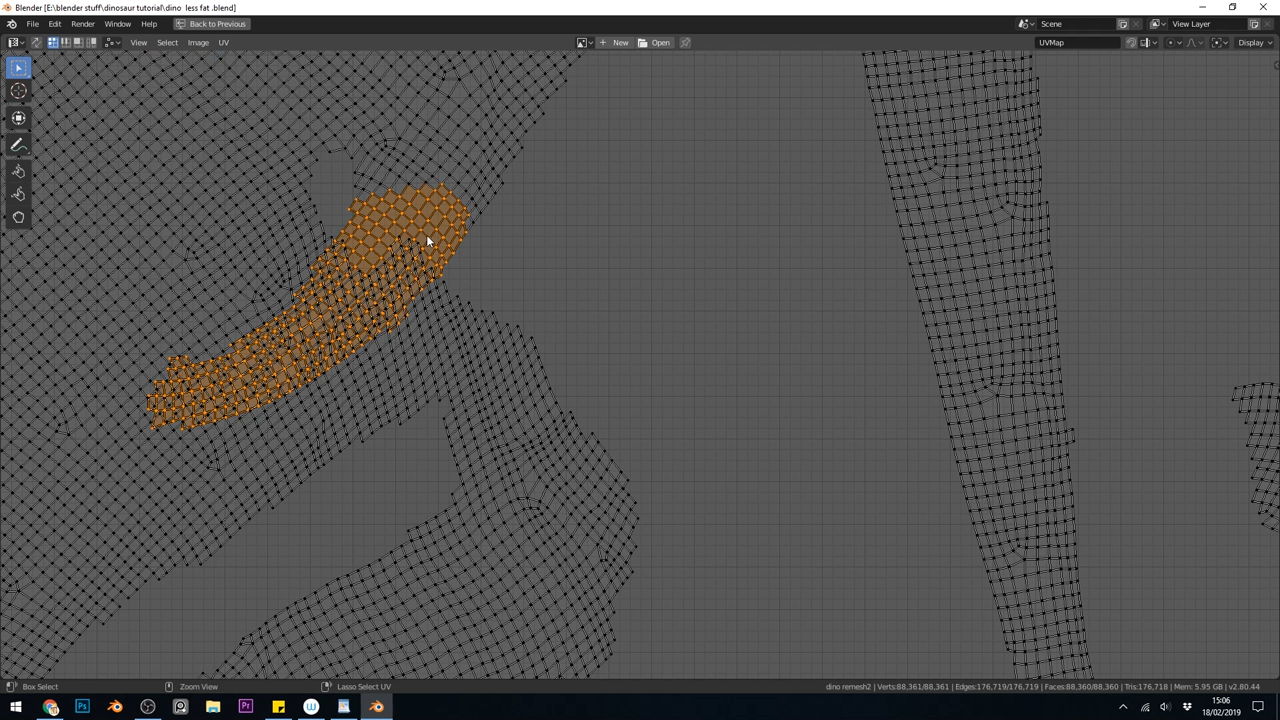 Blender [E:\blender stuff\dinosaur tutorial\dino  less fat .blend]
File Edit Render Window Help Back to Previous Scene View Layer
View Select Image UV New Open UVMap Display
Box Select Zoom View Lasso Select UV dino remesh2 | Verts:88,361/88,361 | Edges:176,719/176,719 | Faces:88,360/88,360 | Tris:176,718 | Mem: 5.95 GB | v2.80.44
Ps Pr 15:06
18/02/2019